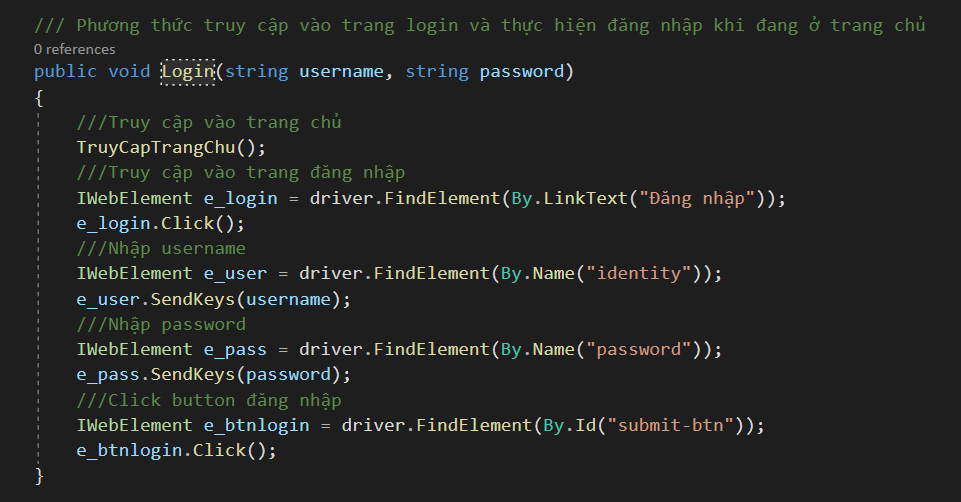 /// Phương thức truy cập vào trang login và thực hiện đăng nhập khi đang ở trang chủ
0 references
public void Login(string username, string password)
{
    ///Truy cập vào trang chủ
    TruyCapTrangChu();
    ///Truy cập vào trang đăng nhập
    IWebElement e_login = driver.FindElement(By.LinkText("Đăng nhập"));
    e_login.Click();
    ///Nhập username
    IWebElement e_user = driver.FindElement(By.Name("identity"));
    e_user.SendKeys(username);
    ///Nhập password
    IWebElement e_pass = driver.FindElement(By.Name("password"));
    e_pass.SendKeys(password);
    ///Click button đăng nhập
    IWebElement e_btnlogin = driver.FindElement(By.Id("submit-btn"));
    e_btnlogin.Click();
}